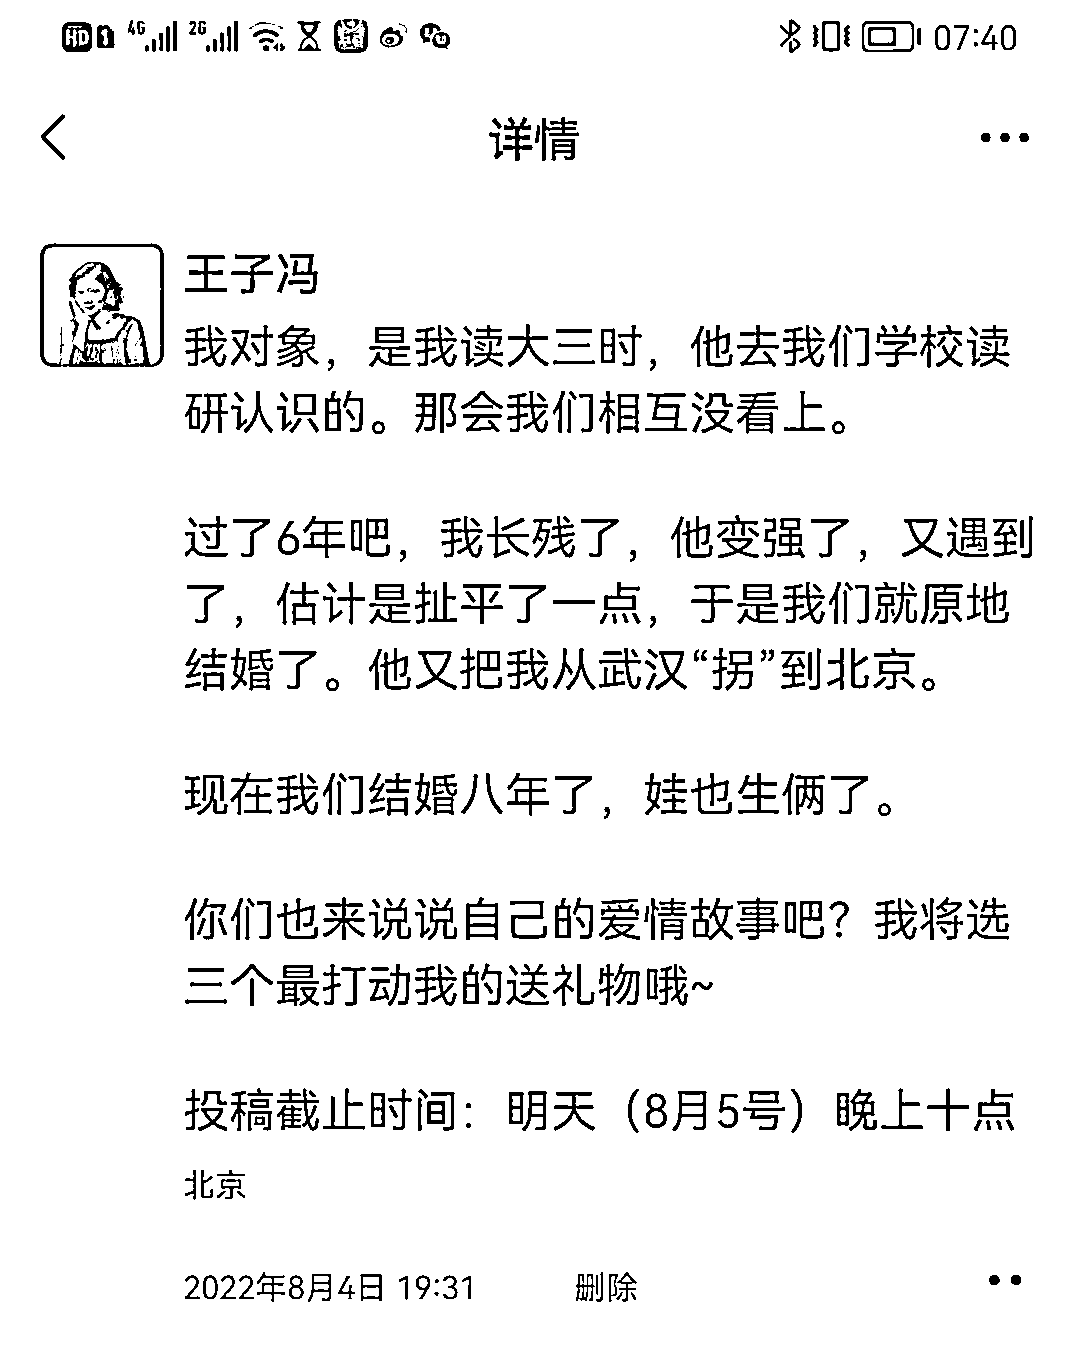 HD 1 4G 2G 07:40
详情
王子冯
我对象，是我读大三时，他去我们学校读
研认识的。那会我们相互没看上。
过了6年吧，我长残了，他变强了，又遇到
了，估计是扯平了一点，于是我们就原地
结婚了。他又把我从武汉“拐”到北京。
现在我们结婚八年了，娃也生俩了。
你们也来说说自己的爱情故事吧？我将选
三个最打动我的送礼物哦~
投稿截止时间：明天（8月5号）晚上十点
北京
2022年8月4日 19:31 删除